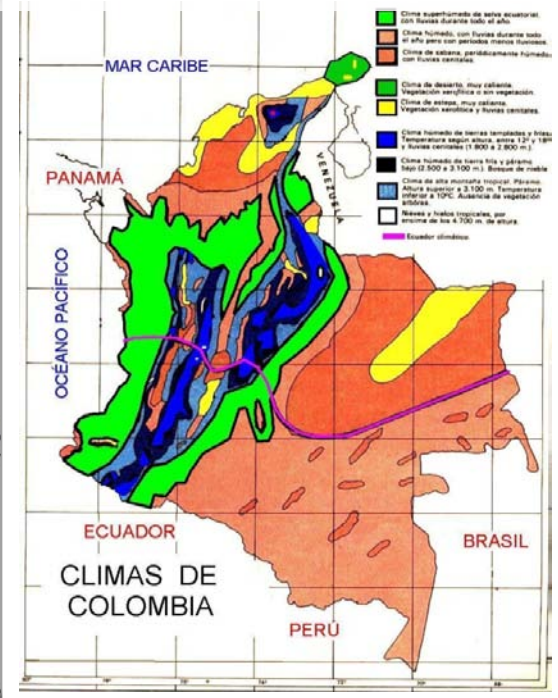 Clima superhúmedo de selva ecuatorial,
con lluvias durante todo el año
Clima húmedo, con lluvias durante todo
el año pero con periodos menos lluviosos.
Clima de sabana, periódicamente húmedo
con lluvias cenitales.
Clima de desierto, muy caliente.
Vegetación xerofítica o sin vegetación.
Clima de estepa, muy caliente.
Vegetación xerofítica y lluvias cenitales.
Clima húmedo de tierras templadas y frías
Temperatura según altura, entre 12º y 18º
y lluvias cenitales (1.800 a 2.800 m.)
Clima húmedo de tierra fría y páramo
bajo (2.500 a 3.100 m.). Bosque de niebla
Clima de alta montaña tropical. Páramo
Altura superior a 3.100 m. Temperatura
inferior a 10ºC. Ausencia de vegetación
arbórea.
Nieves y hielos tropicales, por
encima de los 4.700 m. de altura.
Ecuador climático
MAR CARIBE
PANAMÁ
VENEZUELA
OCÉANO PACÍFICO
ECUADOR
BRASIL
CLIMAS DE
COLOMBIA
PERÚ